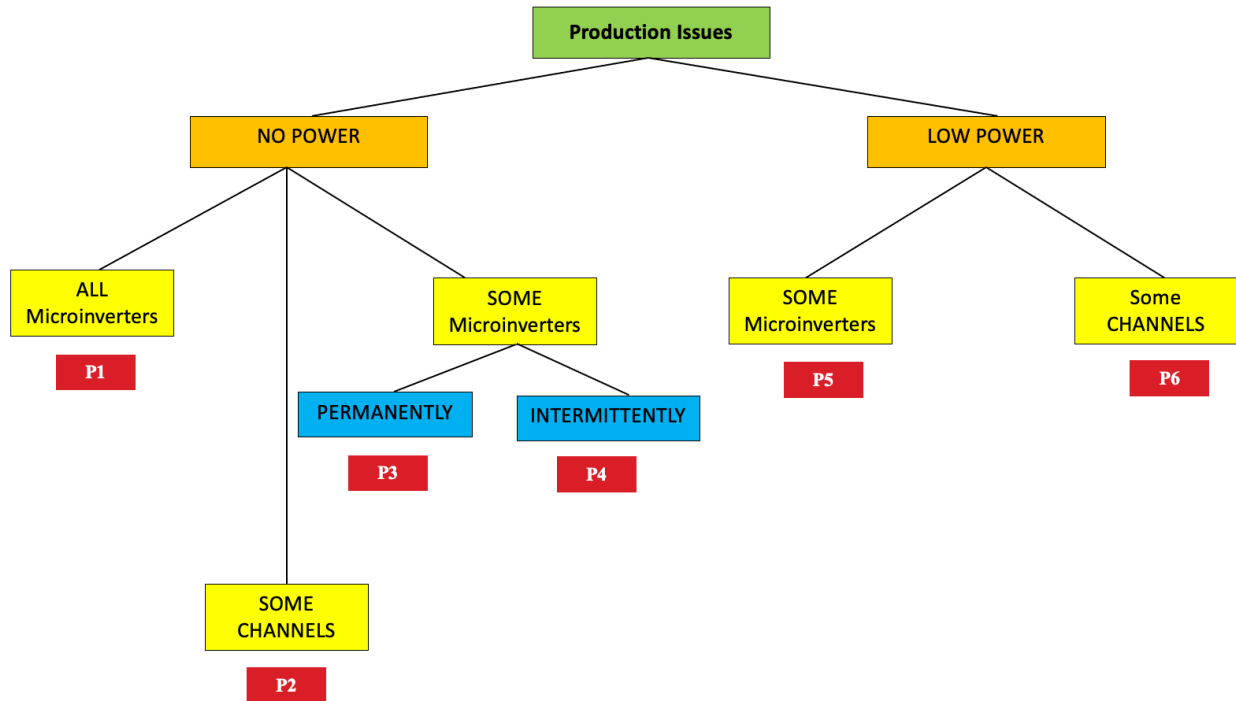 Production Issues
NO POWER
LOW POWER
ALL
Microinverters
P1
SOME
Microinverters
PERMANENTLY
P3
INTERMITTENTLY
P4
SOME
CHANNELS
P2
SOME
Microinverters
P5
Some
CHANNELS
P6